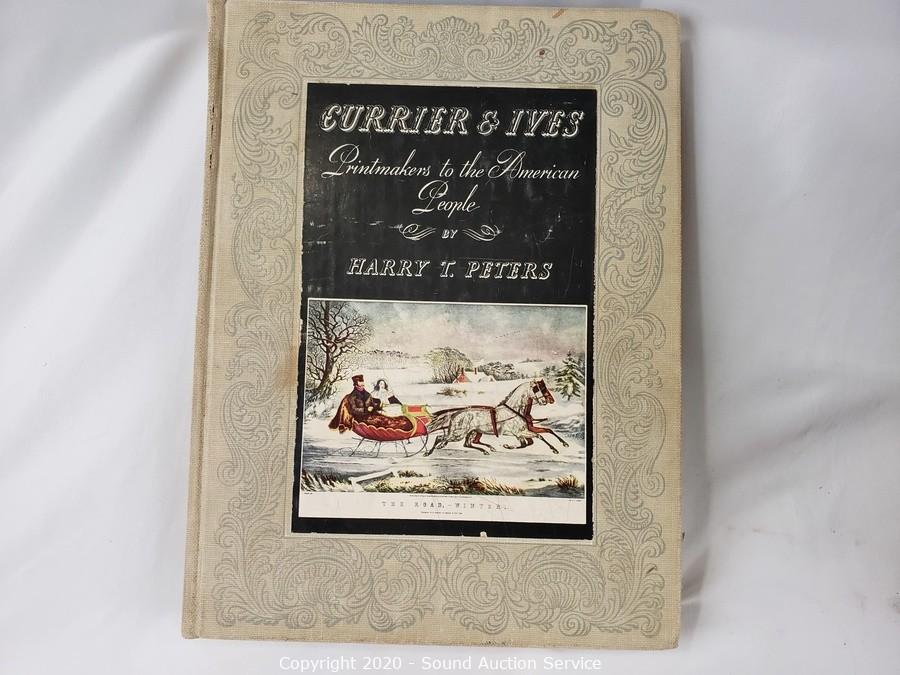 CURRIER & IVES
Printmakers to the American
People
BY
HARRY T. PETERS
THE ROAD,-WINTER.
Copyright 2020 - Sound Auction Service